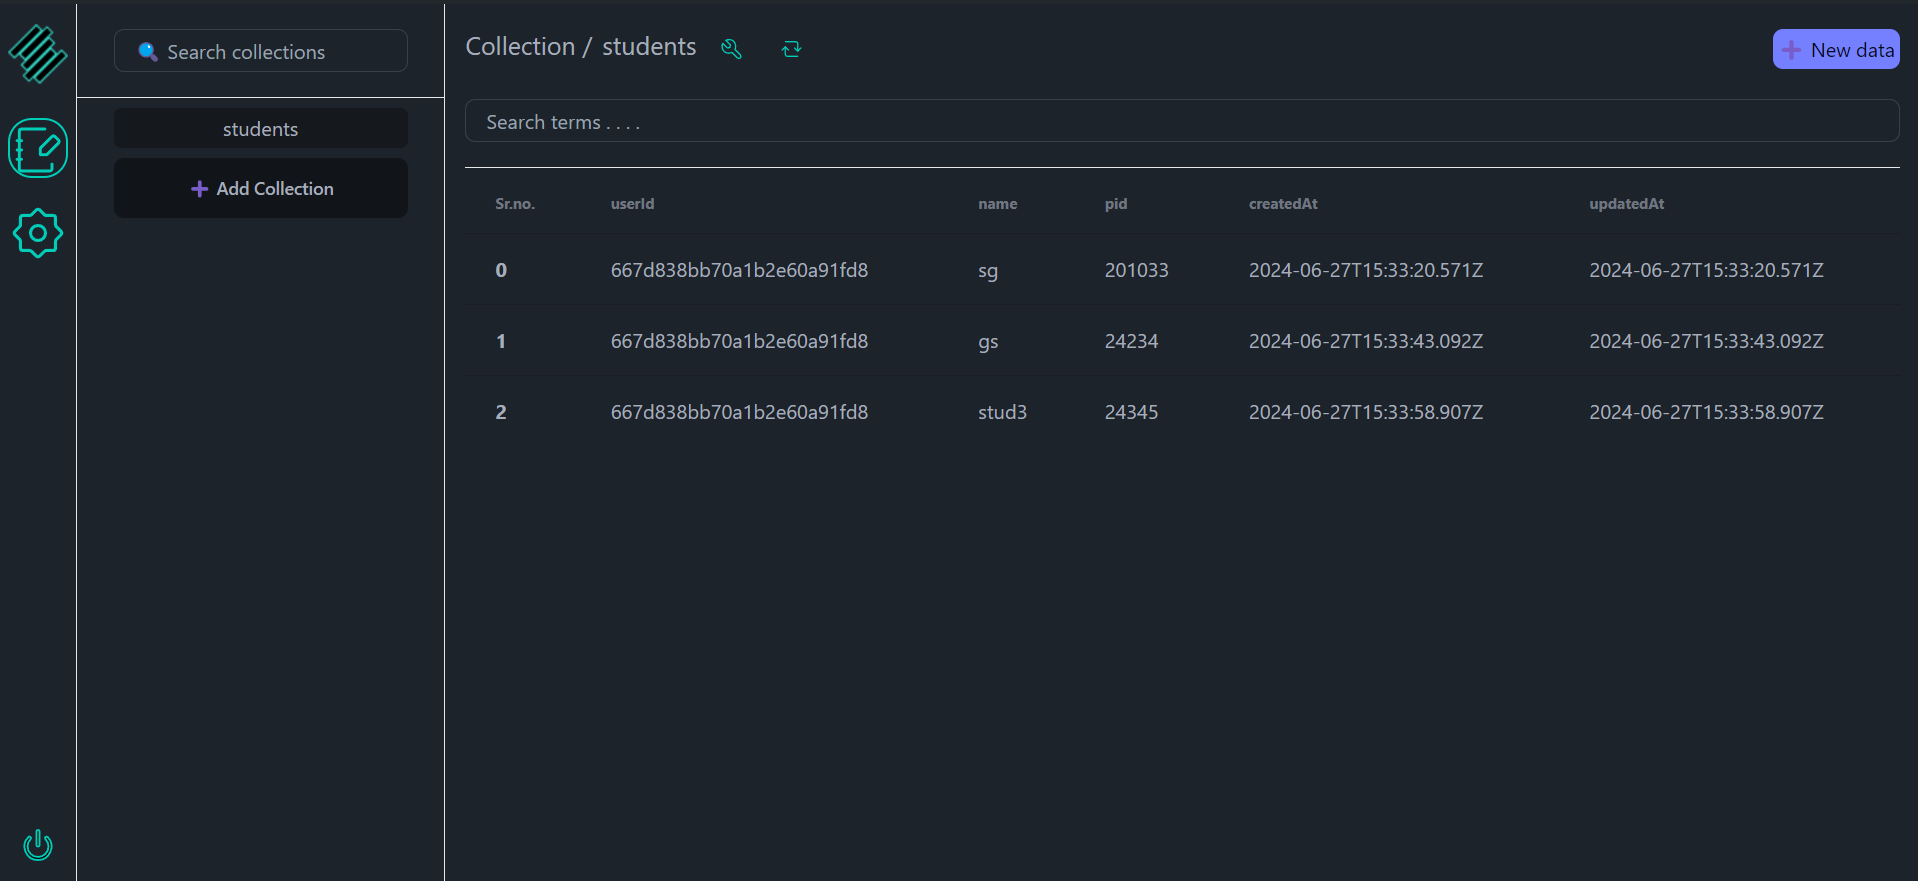 Search collections
students
Add Collection
Collection / students
New data
Search terms . . . .
Sr.no. userId name pid createdAt updatedAt
0 667d838bb70a1b2e60a91fd8 sg 201033 2024-06-27T15:33:20.571Z 2024-06-27T15:33:20.571Z
1 667d838bb70a1b2e60a91fd8 gs 24234 2024-06-27T15:33:43.092Z 2024-06-27T15:33:43.092Z
2 667d838bb70a1b2e60a91fd8 stud3 24345 2024-06-27T15:33:58.907Z 2024-06-27T15:33:58.907Z